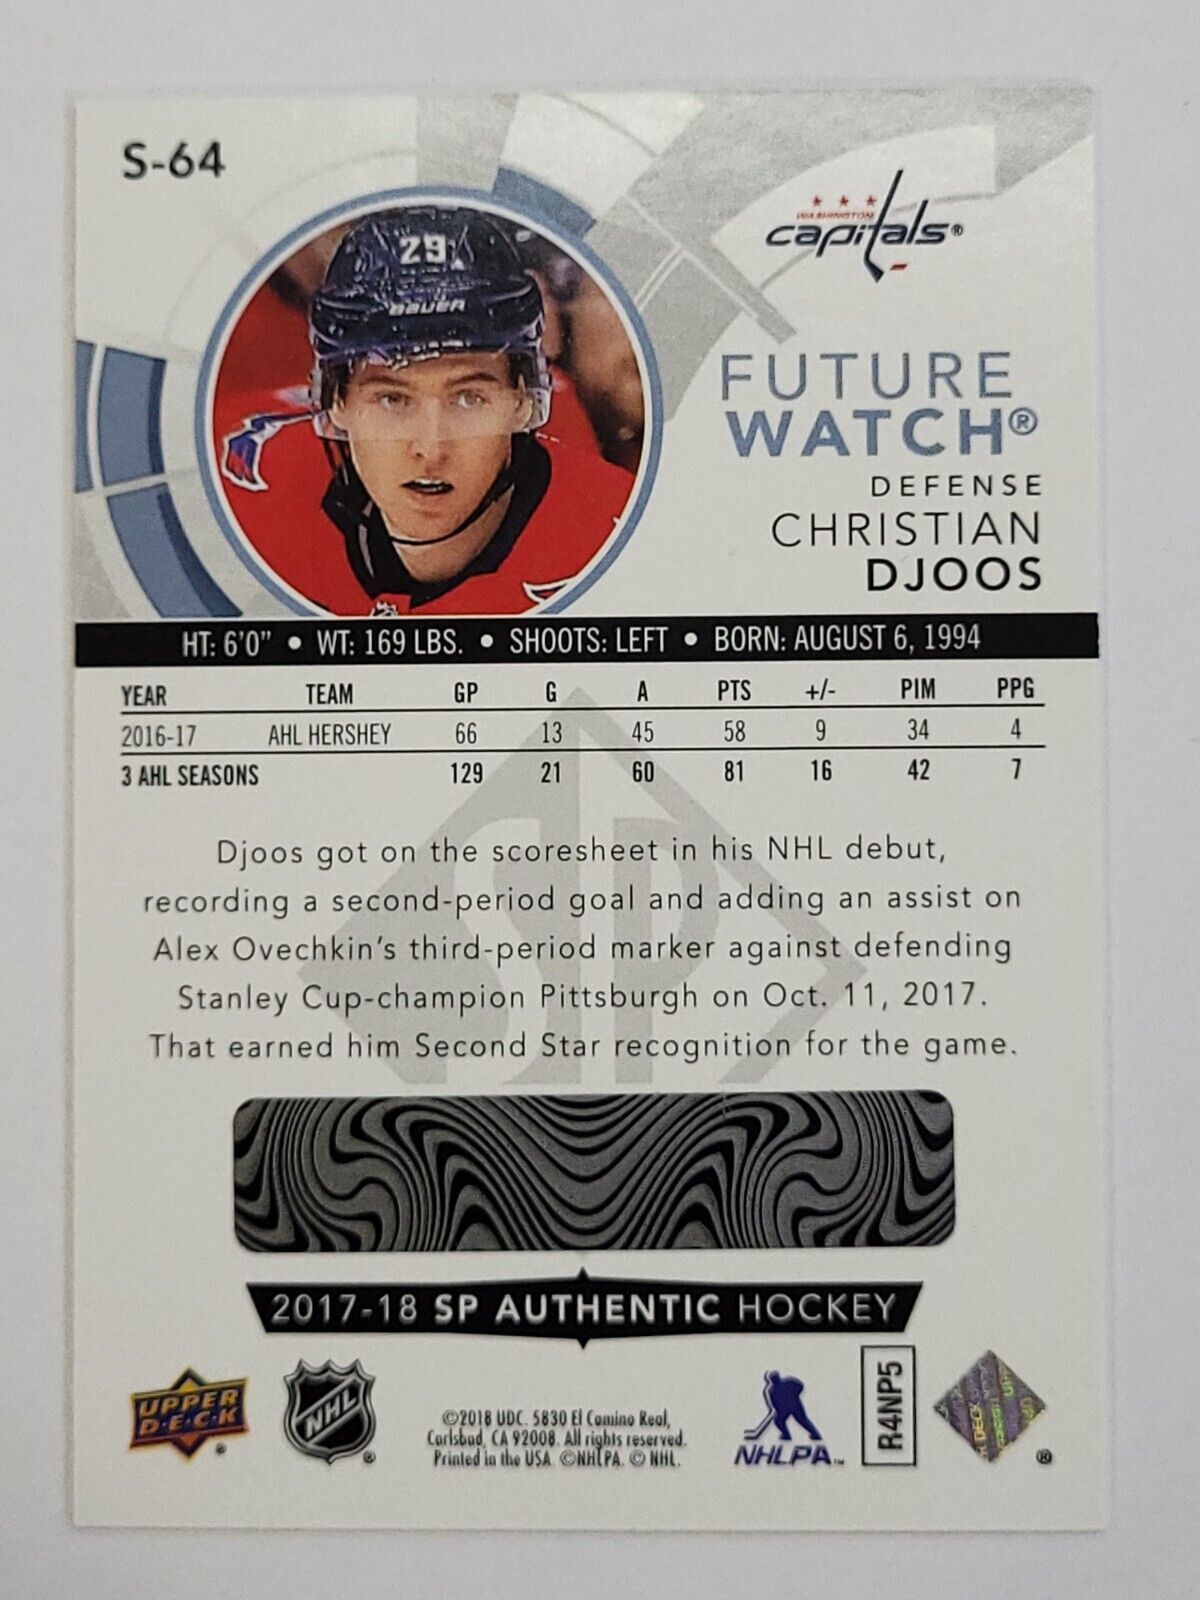 S-64
WASHINGTON
capitals®
29
BAUER
FUTURE
WATCH®
DEFENSE
CHRISTIAN
DJOOS
HT: 6'0" • WT: 169 LBS. • SHOOTS: LEFT • BORN: AUGUST 6, 1994
YEAR TEAM GP G A PTS +/- PIM PPG
2016-17 AHL HERSHEY 66 13 45 58 9 34 4
3 AHL SEASONS 129 21 60 81 16 42 7
SP
Djoos got on the scoresheet in his NHL debut,
recording a second-period goal and adding an assist on
Alex Ovechkin's third-period marker against defending
Stanley Cup-champion Pittsburgh on Oct. 11, 2017.
That earned him Second Star recognition for the game.
2017-18 SP AUTHENTIC HOCKEY
UPPER
D·E·C·K
®
NHL
®
©2018 UDC. 5830 El Camino Real,
Carlsbad, CA 92008. All rights reserved.
Printed in the USA. ©NHLPA. © NHL.
NHLPA™
R4NP5
®